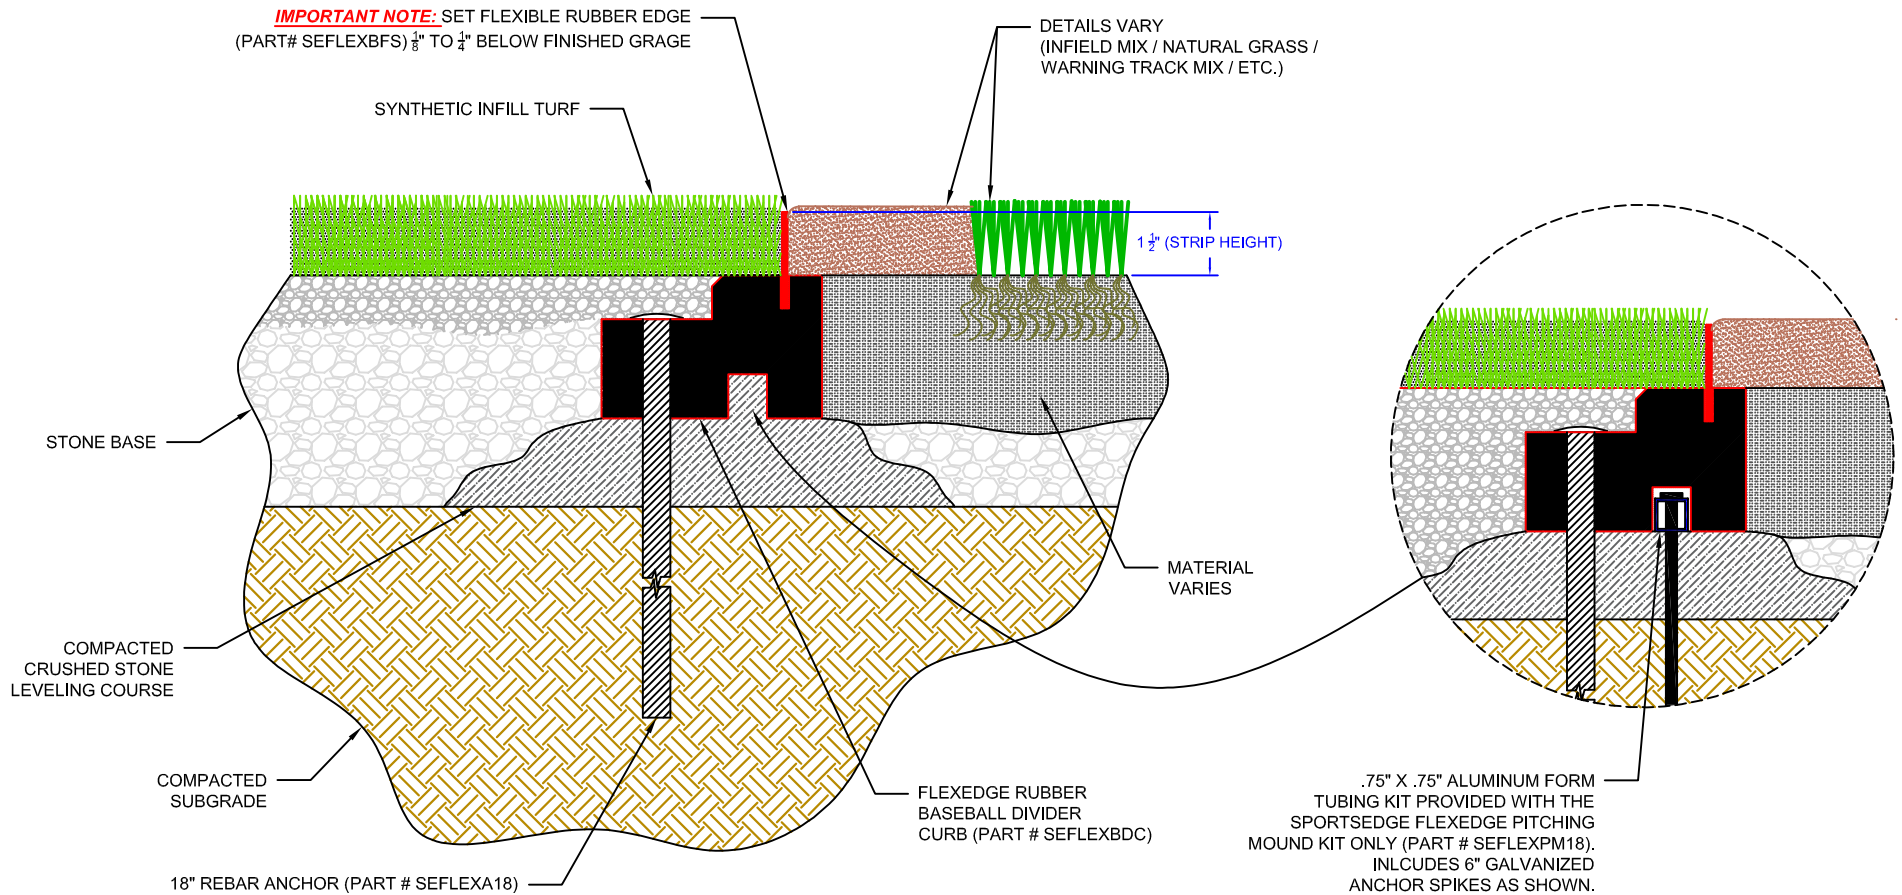 IMPORTANT NOTE: SET FLEXIBLE RUBBER EDGE
(PART# SEFLEXBFS) 1/8" TO 1/4" BELOW FINISHED GRAGE
DETAILS VARY
(INFIELD MIX / NATURAL GRASS /
WARNING TRACK MIX / ETC.)
SYNTHETIC INFILL TURF
1 1/2" (STRIP HEIGHT)
STONE BASE
MATERIAL
VARIES
COMPACTED
CRUSHED STONE
LEVELING COURSE
COMPACTED
SUBGRADE
FLEXEDGE RUBBER
BASEBALL DIVIDER
CURB (PART # SEFLEXBDC)
18" REBAR ANCHOR (PART # SEFLEXA18)
.75" X .75" ALUMINUM FORM
TUBING KIT PROVIDED WITH THE
SPORTSEDGE FLEXEDGE PITCHING
MOUND KIT ONLY (PART # SEFLEXPM18).
INLCUDES 6" GALVANIZED
ANCHOR SPIKES AS SHOWN.